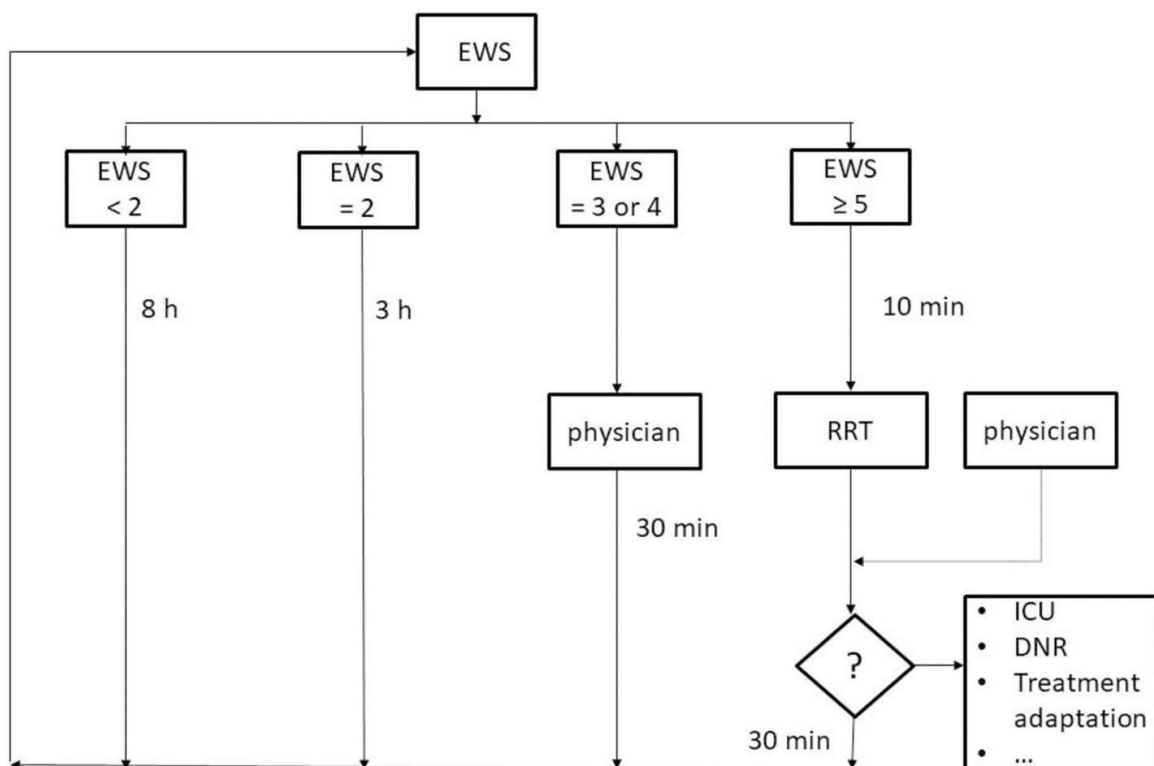 EWS
EWS
< 2
EWS
= 2
EWS
= 3 or 4
EWS
≥ 5
8 h
3 h
10 min
physician
RRT
physician
30 min
?
30 min
• ICU
• DNR
• Treatment
adaptation
• ...